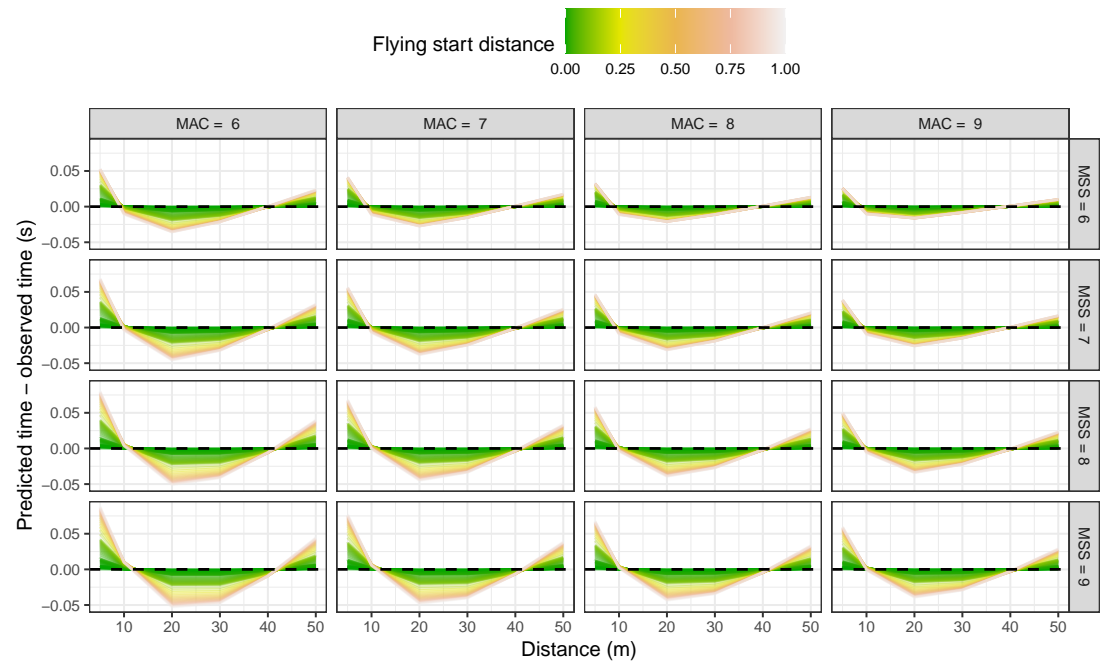 Flying start distance
0.00 0.25 0.50 0.75 1.00
MAC = 6 MAC = 7 MAC = 8 MAC = 9
Predicted time − observed time (s)
0.05
0.00
−0.05
MSS = 6
0.05
0.00
−0.05
MSS = 7
0.05
0.00
−0.05
MSS = 8
0.05
0.00
−0.05
MSS = 9
10 20 30 40 50 10 20 30 40 50 10 20 30 40 50 10 20 30 40 50
Distance (m)